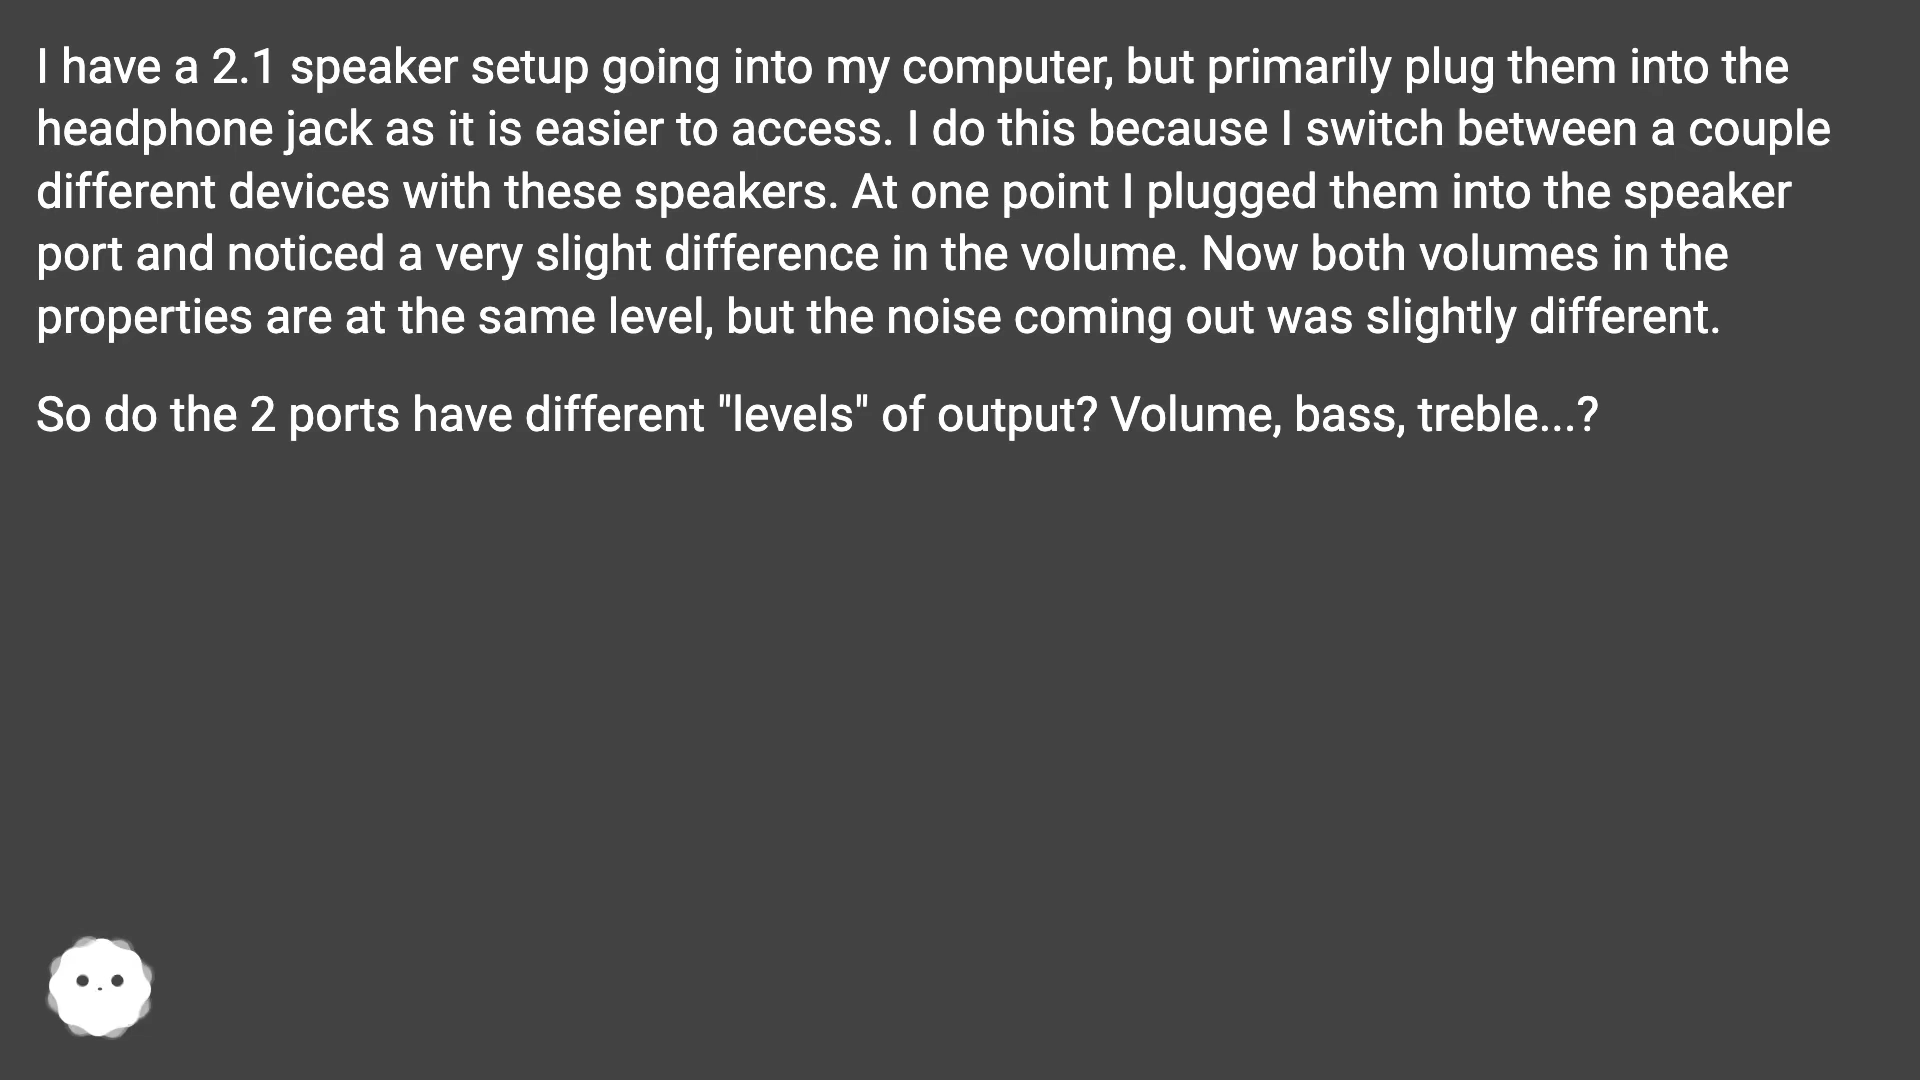 I have a 2.1 speaker setup going into my computer, but primarily plug them into the
headphone jack as it is easier to access. I do this because I switch between a couple
different devices with these speakers. At one point I plugged them into the speaker
port and noticed a very slight difference in the volume. Now both volumes in the
properties are at the same level, but the noise coming out was slightly different.
So do the 2 ports have different "levels" of output? Volume, bass, treble...?